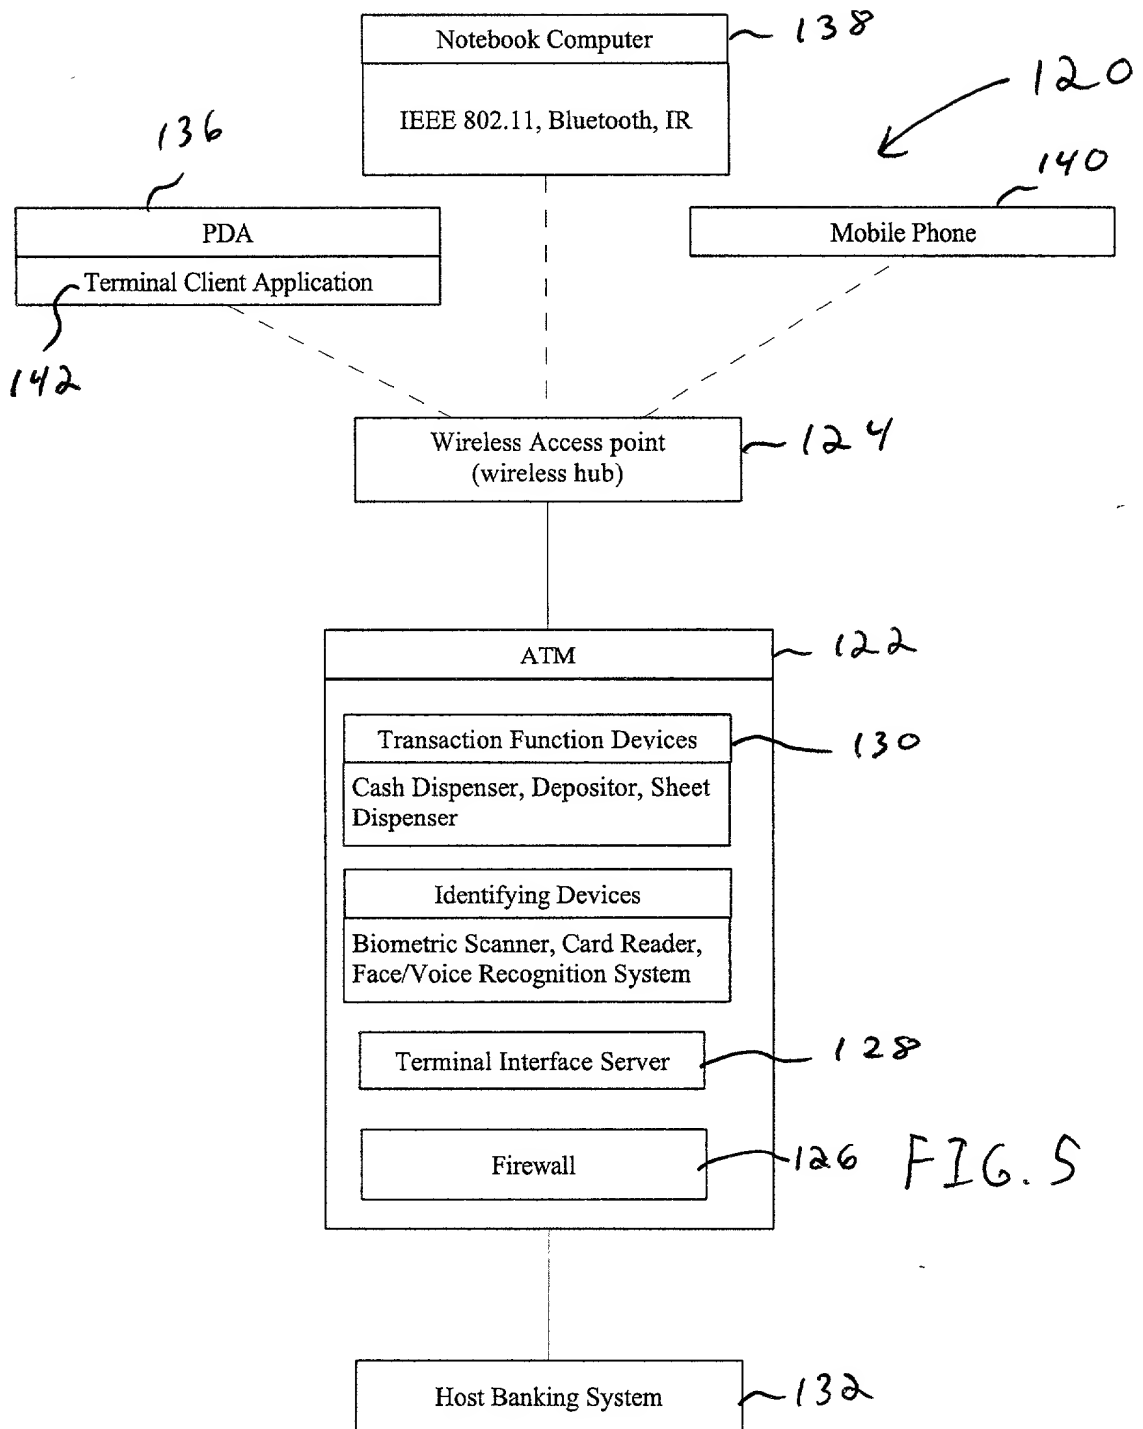 Notebook Computer
138
IEEE 802.11, Bluetooth, IR
120
136
140
PDA
Mobile Phone
Terminal Client Application
142
Wireless Access point
(wireless hub)
124
ATM
122
Transaction Function Devices
130
Cash Dispenser, Depositor, Sheet
Dispenser
Identifying Devices
Biometric Scanner, Card Reader,
Face/Voice Recognition System
Terminal Interface Server
128
Firewall
126
FIG. 5
Host Banking System
132